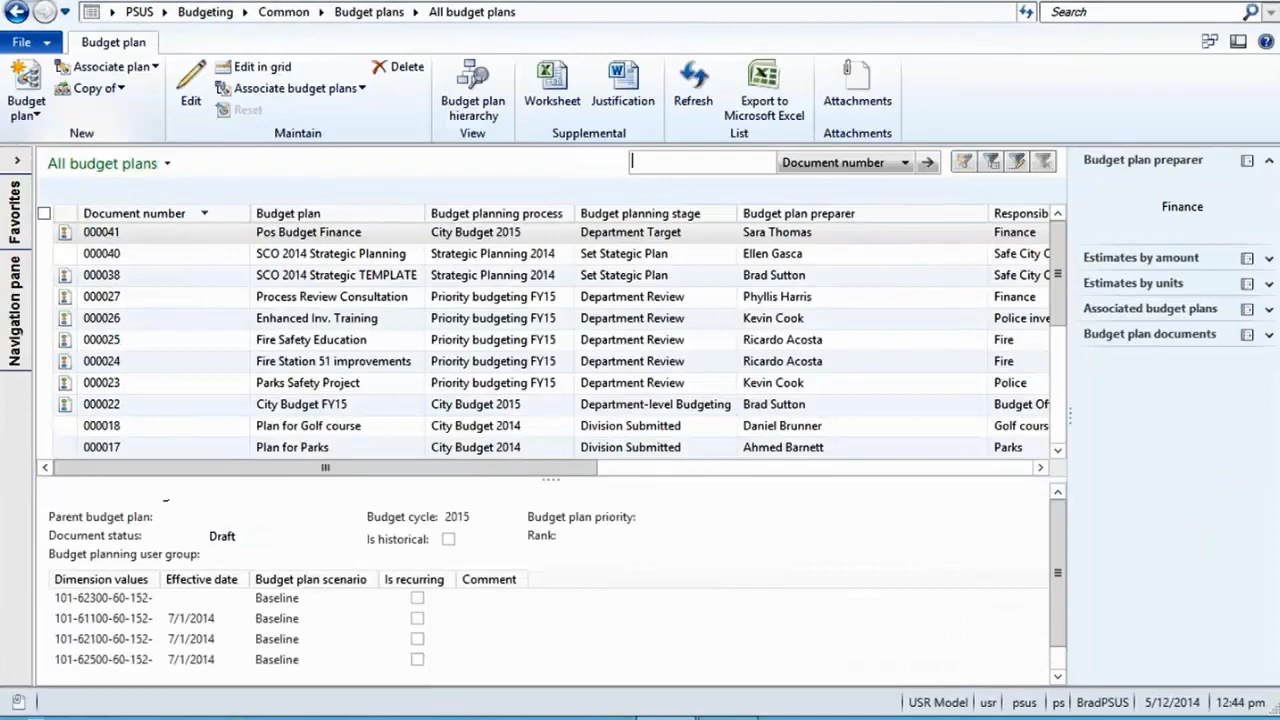 PSUS Budgeting Common Budget plans All budget plans Search
File Budget plan
Associate plan Edit in grid Delete
Copy of Associate budget plans
Budget plan Edit Reset Budget plan hierarchy Worksheet Justification Refresh Export to Microsoft Excel Attachments
New Maintain View Supplemental List Attachments
All budget plans Document number Budget plan preparer
Favorites
Navigation pane
Finance
Document number Budget plan Budget planning process Budget planning stage Budget plan preparer Responsib
000041 Pos Budget Finance City Budget 2015 Department Target Sara Thomas Finance
000040 SCO 2014 Strategic Planning Strategic Planning 2014 Set Stategic Plan Ellen Gasca Safe City C
000038 SCO 2014 Strategic TEMPLATE Strategic Planning 2014 Set Stategic Plan Brad Sutton Safe City C
000027 Process Review Consultation Priority budgeting FY15 Department Review Phyllis Harris Finance
000026 Enhanced Inv. Training Priority budgeting FY15 Department Review Kevin Cook Police inve
000025 Fire Safety Education Priority budgeting FY15 Department Review Ricardo Acosta Fire
000024 Fire Station 51 improvements Priority budgeting FY15 Department Review Ricardo Acosta Fire
000023 Parks Safety Project Priority budgeting FY15 Department Review Kevin Cook Police
000022 City Budget FY15 City Budget 2015 Department-level Budgeting Brad Sutton Budget Of
000018 Plan for Golf course City Budget 2014 Division Submitted Daniel Brunner Golf cours
000017 Plan for Parks City Budget 2014 Division Submitted Ahmed Barnett Parks
Estimates by amount
Estimates by units
Associated budget plans
Budget plan documents
Parent budget plan: Budget cycle: 2015 Budget plan priority:
Document status: Draft Is historical: Rank:
Budget planning user group:
Dimension values Effective date Budget plan scenario Is recurring Comment
101-62300-60-152- Baseline
101-61100-60-152- 7/1/2014 Baseline
101-62100-60-152- 7/1/2014 Baseline
101-62500-60-152- 7/1/2014 Baseline
USR Model usr psus ps BradPSUS 5/12/2014 12:44 pm